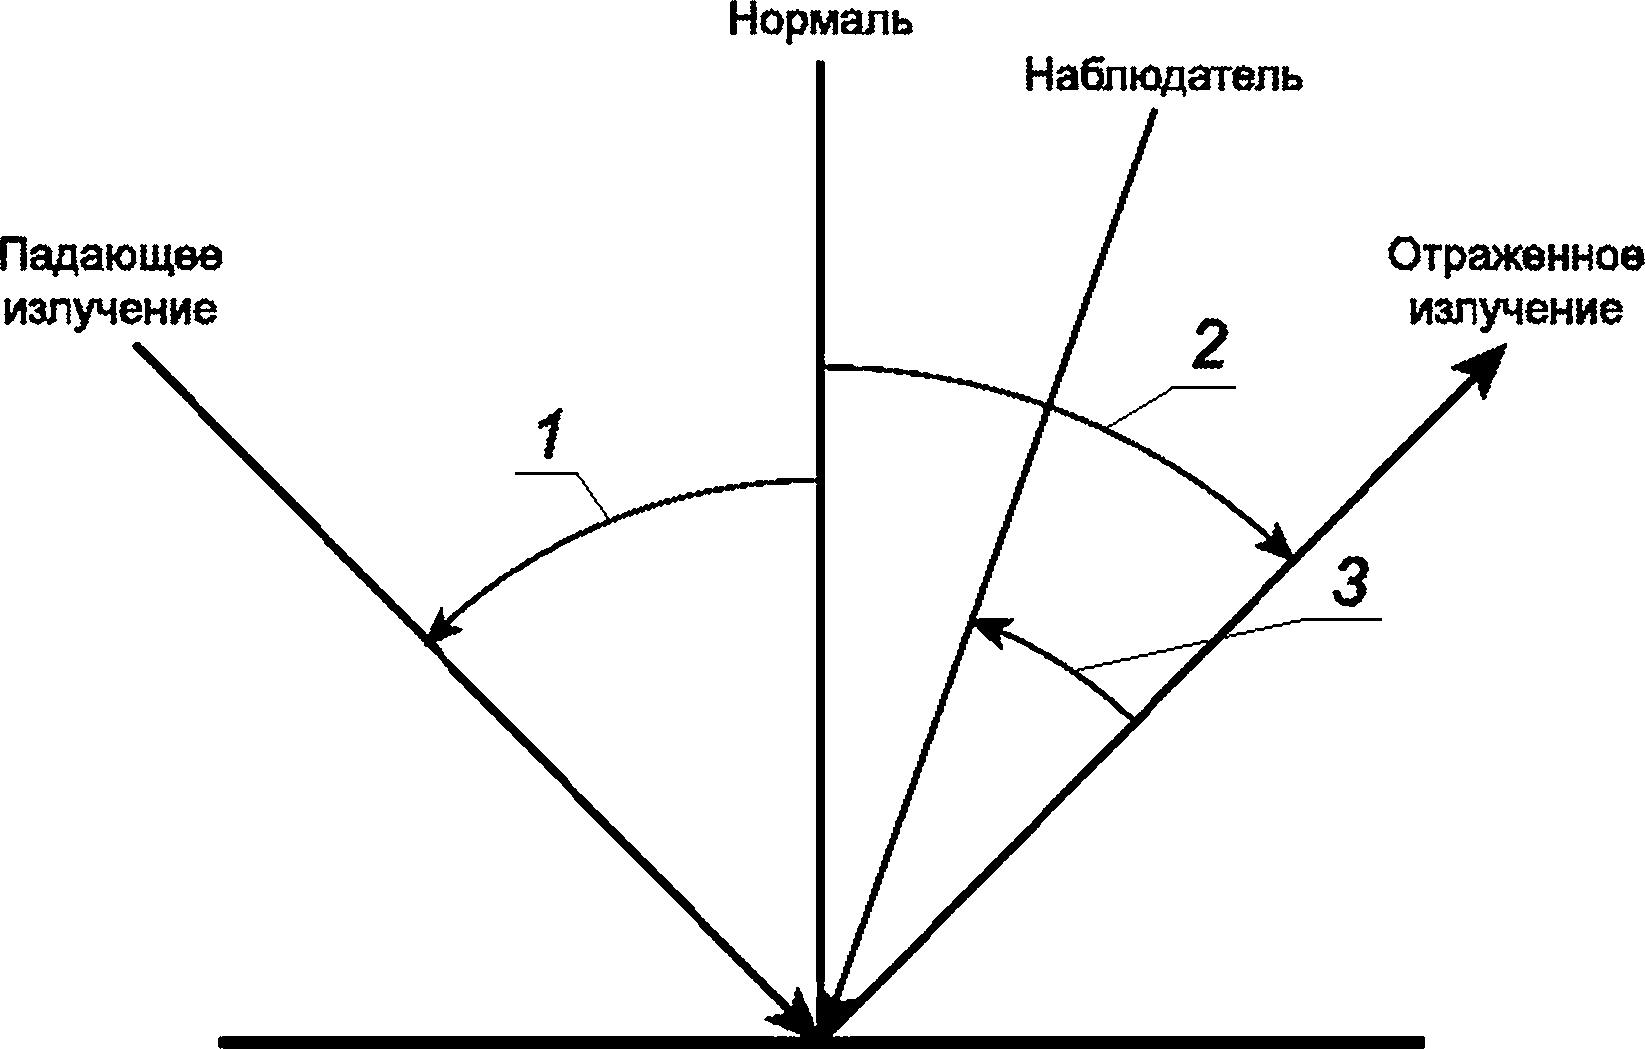 Нормаль
Наблюдатель
Падающее
излучение
Отраженное
излучение
1
2
3